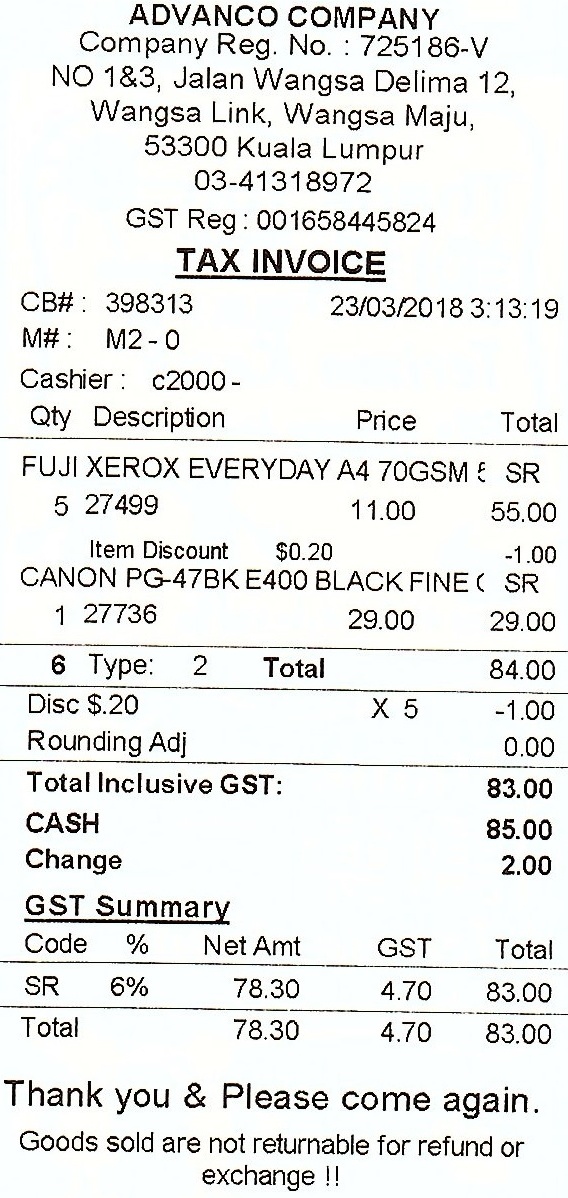 ADVANCO COMPANY
Company Reg. No. : 725186-V
NO 1&3, Jalan Wangsa Delima 12,
Wangsa Link, Wangsa Maju,
53300 Kuala Lumpur
03-41318972
GST Reg : 001658445824
TAX INVOICE
CB# : 398313 23/03/2018 3:13:19
M# : M2 - 0
Cashier : c2000 -
Qty Description Price Total
FUJI XEROX EVERYDAY A4 70GSM SR
5 27499 11.00 55.00
Item Discount $0.20 -1.00
CANON PG-47BK E400 BLACK FINE SR
1 27736 29.00 29.00
6 Type: 2 Total 84.00
Disc $.20 X 5 -1.00
Rounding Adj 0.00
Total Inclusive GST: 83.00
CASH 85.00
Change 2.00
GST Summary
Code % Net Amt GST Total
SR 6% 78.30 4.70 83.00
Total 78.30 4.70 83.00
Thank you & Please come again.
Goods sold are not returnable for refund or
exchange !!